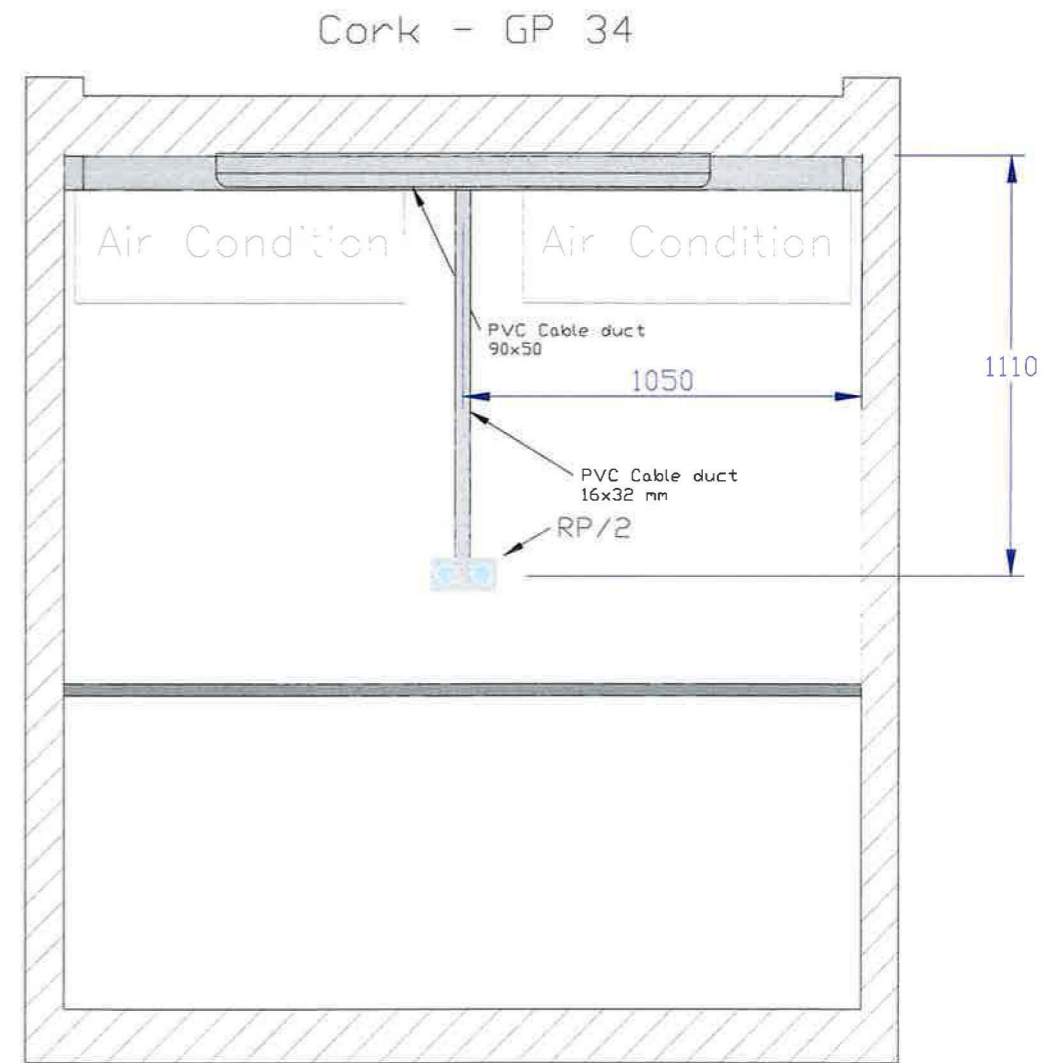 Cork - GP 34
Air Condition
Air Condition
PVC Cable duct
90x50
1050
1110
PVC Cable duct
16x32 mm
RP/2